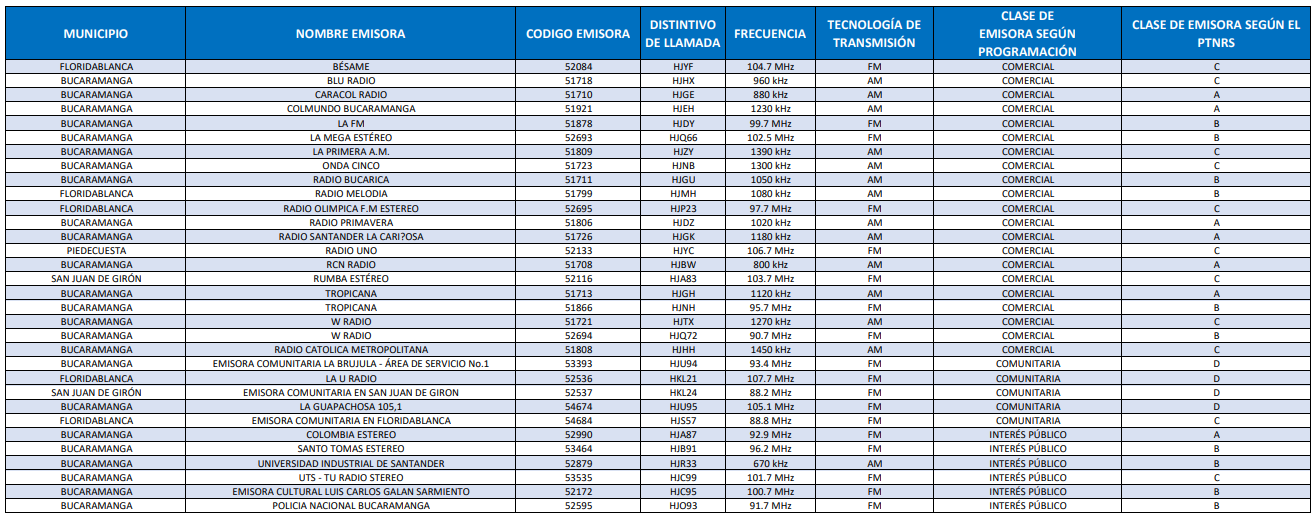 MUNICIPIO NOMBRE EMISORA CODIGO EMISORA DISTINTIVO DE LLAMADA FRECUENCIA TECNOLOGÍA DE TRANSMISIÓN CLASE DE EMISORA SEGÚN PROGRAMACIÓN CLASE DE EMISORA SEGÚN EL PTNRS
FLORIDABLANCA BÉSAME 52084 HJYF 104.7 MHz FM COMERCIAL C
BUCARAMANGA BLU RADIO 51718 HJHX 960 kHz AM COMERCIAL C
BUCARAMANGA CARACOL RADIO 51710 HJGE 880 kHz AM COMERCIAL A
BUCARAMANGA COLMUNDO BUCARAMANGA 51921 HJEH 1230 kHz AM COMERCIAL A
BUCARAMANGA LA FM 51878 HJDY 99.7 MHz FM COMERCIAL B
BUCARAMANGA LA MEGA ESTÉREO 52693 HJQ66 102.5 MHz FM COMERCIAL B
BUCARAMANGA LA PRIMERA A.M. 51809 HJZY 1390 kHz AM COMERCIAL C
BUCARAMANGA ONDA CINCO 51723 HJNB 1300 kHz AM COMERCIAL C
BUCARAMANGA RADIO BUCARICA 51711 HJGU 1050 kHz AM COMERCIAL B
FLORIDABLANCA RADIO MELODIA 51799 HJMH 1080 kHz AM COMERCIAL B
FLORIDABLANCA RADIO OLIMPICA F.M ESTEREO 52695 HJP23 97.7 MHz FM COMERCIAL C
BUCARAMANGA RADIO PRIMAVERA 51806 HJDZ 1020 kHz AM COMERCIAL A
BUCARAMANGA RADIO SANTANDER LA CARI?OSA 51726 HJGK 1180 kHz AM COMERCIAL A
PIEDECUESTA RADIO UNO 52133 HJYC 106.7 MHz FM COMERCIAL C
BUCARAMANGA RCN RADIO 51708 HJBW 800 kHz AM COMERCIAL A
SAN JUAN DE GIRÓN RUMBA ESTÉREO 52116 HJA83 103.7 MHz FM COMERCIAL C
BUCARAMANGA TROPICANA 51713 HJGH 1120 kHz AM COMERCIAL A
BUCARAMANGA TROPICANA 51866 HJNH 95.7 MHz FM COMERCIAL B
BUCARAMANGA W RADIO 51721 HJTX 1270 kHz AM COMERCIAL C
BUCARAMANGA W RADIO 52694 HJQ72 90.7 MHz FM COMERCIAL B
BUCARAMANGA RADIO CATOLICA METROPOLITANA 51808 HJHH 1450 kHz AM COMERCIAL C
BUCARAMANGA EMISORA COMUNITARIA LA BRUJULA - ÁREA DE SERVICIO No.1 53393 HJU94 93.4 MHz FM COMUNITARIA D
FLORIDABLANCA LA U RADIO 52536 HKL21 107.7 MHz FM COMUNITARIA D
SAN JUAN DE GIRÓN EMISORA COMUNITARIA EN SAN JUAN DE GIRON 52537 HKL24 88.2 MHz FM COMUNITARIA D
BUCARAMANGA LA GUAPACHOSA 105,1 54674 HJU95 105.1 MHz FM COMUNITARIA D
FLORIDABLANCA EMISORA COMUNITARIA EN FLORIDABLANCA 54684 HJS57 88.8 MHz FM COMUNITARIA C
BUCARAMANGA COLOMBIA ESTEREO 52990 HJA87 92.9 MHz FM INTERÉS PÚBLICO A
BUCARAMANGA SANTO TOMAS ESTEREO 53464 HJB91 96.2 MHz FM INTERÉS PÚBLICO B
BUCARAMANGA UNIVERSIDAD INDUSTRIAL DE SANTANDER 52879 HJR33 670 kHz AM INTERÉS PÚBLICO B
BUCARAMANGA UTS - TU RADIO STEREO 53535 HJC99 101.7 MHz FM INTERÉS PÚBLICO C
BUCARAMANGA EMISORA CULTURAL LUIS CARLOS GALAN SARMIENTO 52172 HJC95 100.7 MHz FM INTERÉS PÚBLICO B
BUCARAMANGA POLICIA NACIONAL BUCARAMANGA 52595 HJO93 91.7 MHz FM INTERÉS PÚBLICO B